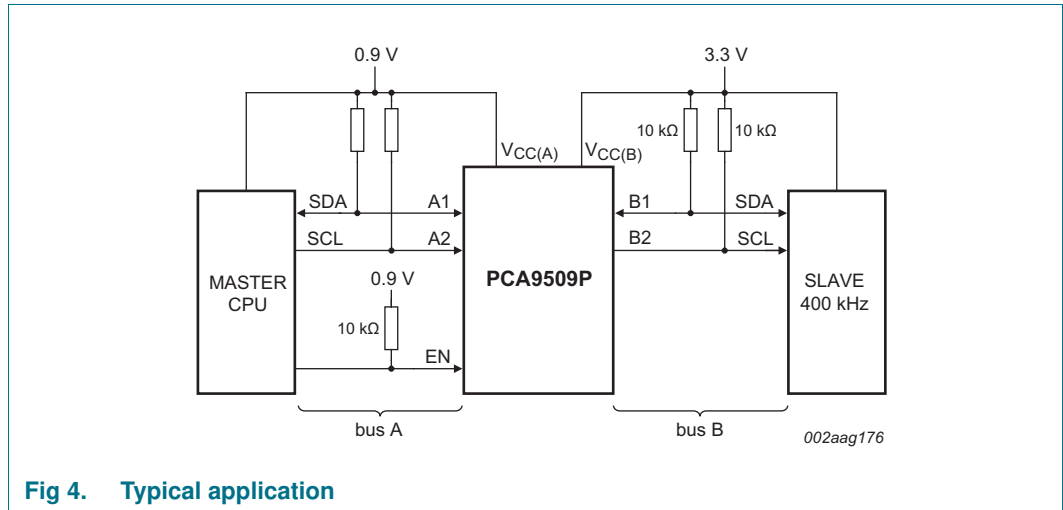 0.9 V
3.3 V
10 kΩ
10 kΩ
VCC(A)
VCC(B)
SDA
A1
B1
SDA
SCL
A2
B2
SCL
MASTER
CPU
0.9 V
10 kΩ
EN
PCA9509P
SLAVE
400 kHz
bus A
bus B
002aag176
Fig 4. Typical application